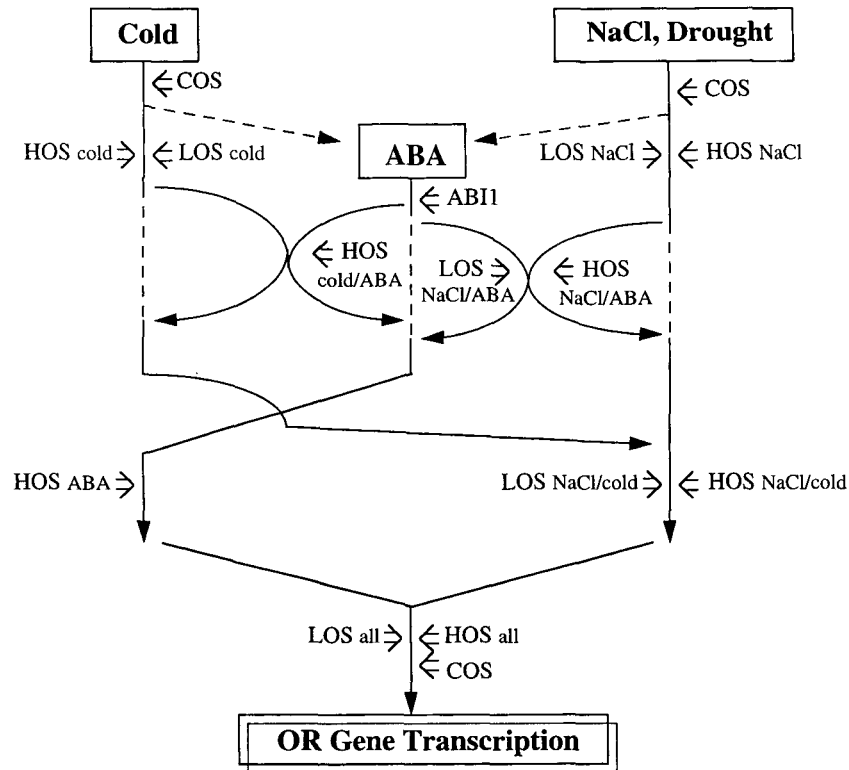 Cold
NaCl, Drought
COS
COS
ABA
HOS cold
LOS cold
LOS NaCl
HOS NaCl
ABI1
HOS
cold/ABA
LOS
NaCl/ABA
HOS
NaCl/ABA
HOS ABA
LOS NaCl/cold
HOS NaCl/cold
LOS all
HOS all
COS
OR Gene Transcription